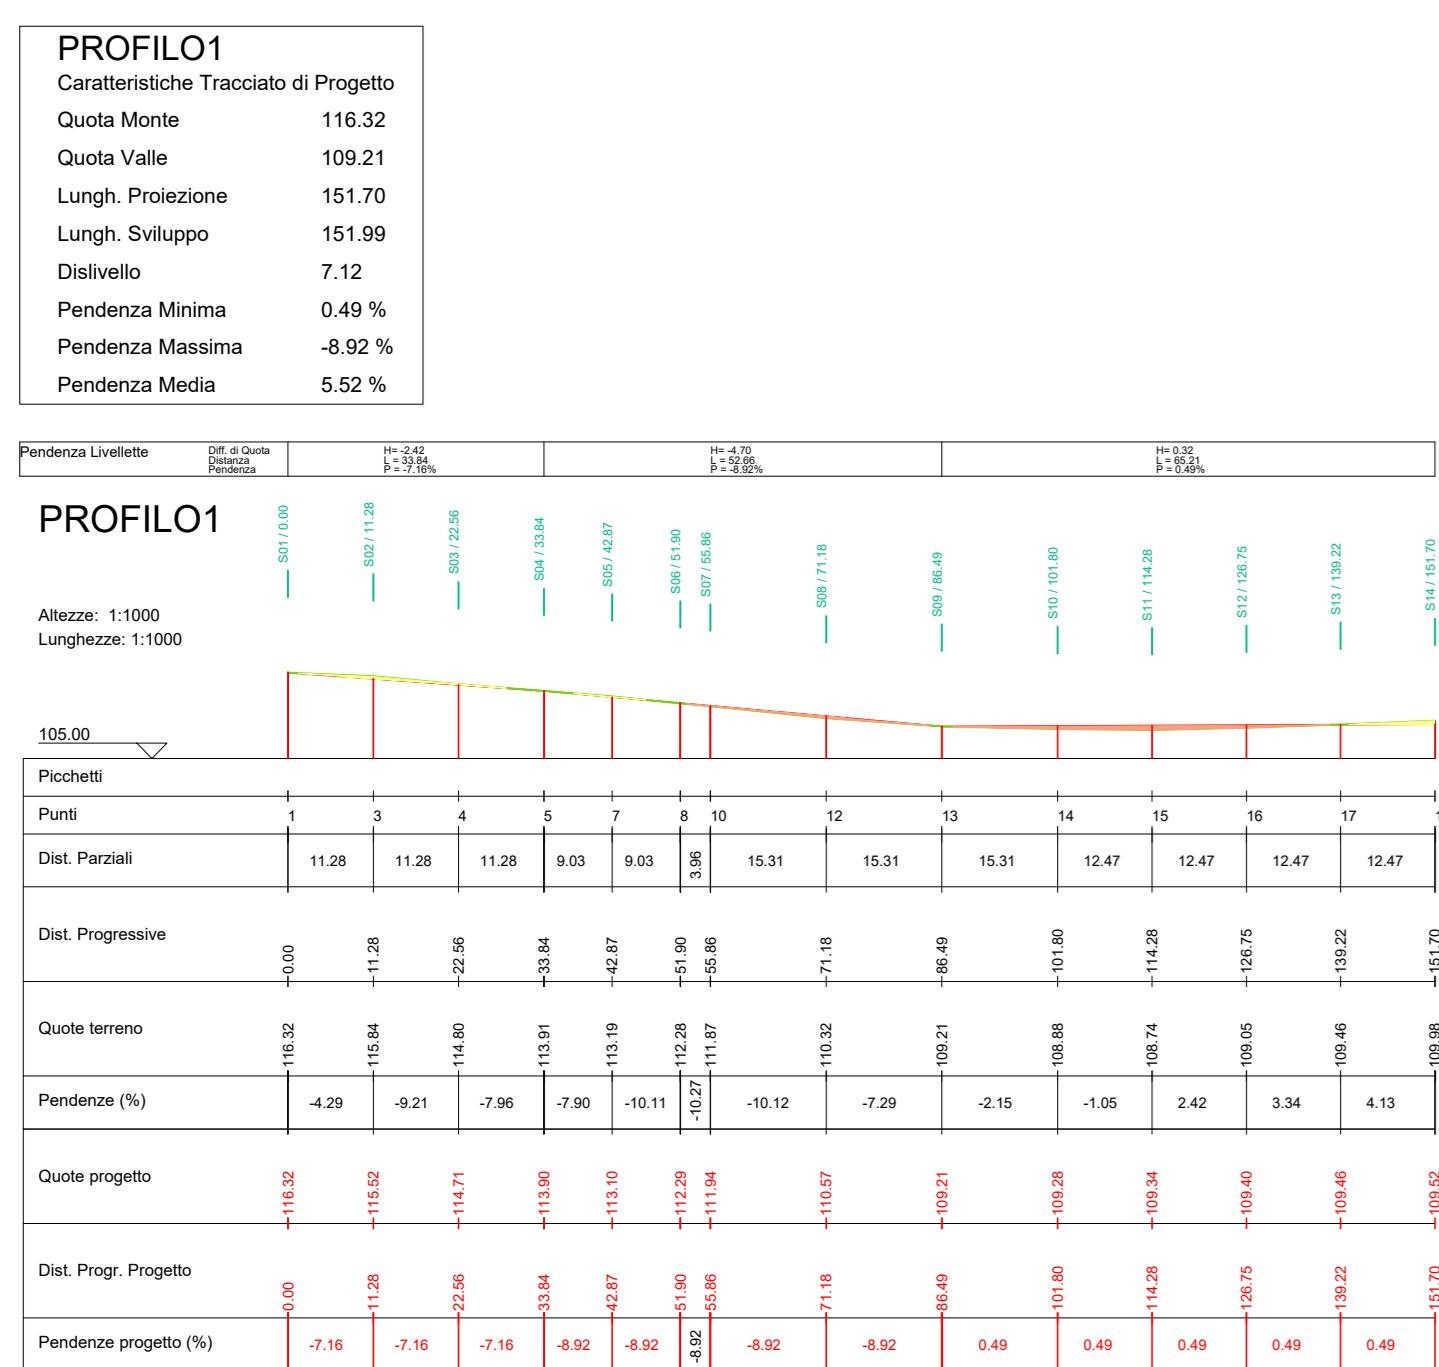 PROFILO1
Caratteristiche Tracciato di Progetto
Quota Monte 116.32
Quota Valle 109.21
Lungh. Proiezione 151.70
Lungh. Sviluppo 151.99
Dislivello 7.12
Pendenza Minima 0.49 %
Pendenza Massima -8.92 %
Pendenza Media 5.52 %
Pendenza Livellette
Diff. di Quota H= -2.42 H= -4.70 H= 0.32
Distanza L = 33.84 L = 52.66 L = 65.21
Pendenza P = -7.16% P = -8.92% P = 0.49%
PROFILO1
S01 / 0.00 S02 / 11.28 S03 / 22.56 S04 / 33.84 S05 / 42.87 S06 / 51.90 S07 / 55.86 S08 / 71.18 S09 / 86.49 S10 / 101.80 S11 / 114.28 S12 / 126.75 S13 / 139.22 S14 / 151.70
Altezze: 1:1000
Lunghezze: 1:1000
105.00
Picchetti
Punti 1 3 4 5 7 8 10 12 13 14 15 16 17
Dist. Parziali 11.28 11.28 11.28 9.03 9.03 3.96 15.31 15.31 15.31 12.47 12.47 12.47 12.47
Dist. Progressive 0.00 11.28 22.56 33.84 42.87 51.90 55.86 71.18 86.49 101.80 114.28 126.75 139.22 151.70
Quote terreno 116.32 115.84 114.80 113.91 113.19 112.28 111.87 110.32 109.21 108.88 108.74 109.05 109.46 109.98
Pendenze (%) -4.29 -9.21 -7.96 -7.90 -10.11 -10.27 -10.12 -7.29 -2.15 -1.05 2.42 3.34 4.13
Quote progetto 116.32 115.52 114.71 113.90 113.10 112.29 111.94 110.57 109.21 109.28 109.34 109.40 109.46 109.52
Dist. Progr. Progetto 0.00 11.28 22.56 33.84 42.87 51.90 55.86 71.18 86.49 101.80 114.28 126.75 139.22 151.70
Pendenze progetto (%) -7.16 -7.16 -7.16 -8.92 -8.92 -8.92 -8.92 -8.92 0.49 0.49 0.49 0.49 0.49